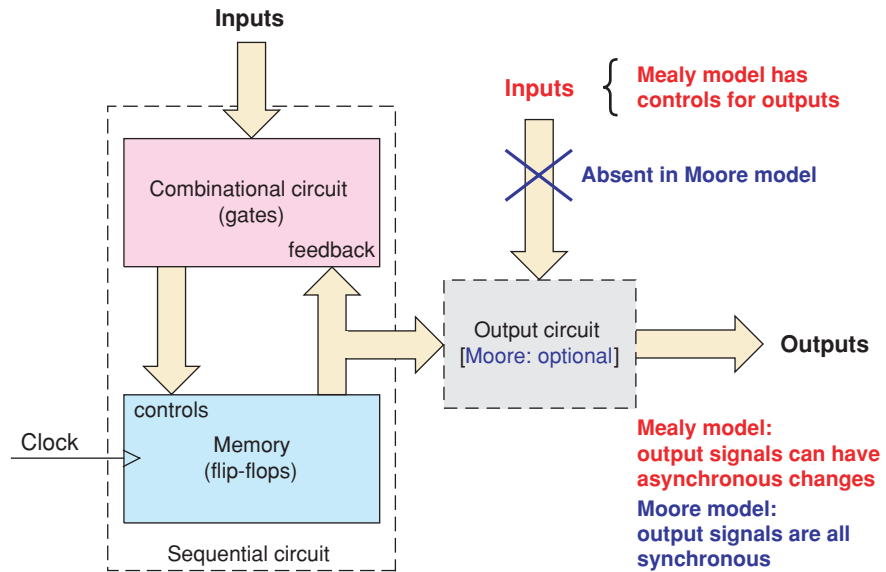 Inputs
Inputs
Mealy model has
controls for outputs
Absent in Moore model
Combinational circuit
(gates)
feedback
Output circuit
[Moore: optional]
Outputs
controls
Memory
(flip-flops)
Clock
Sequential circuit
Mealy model:
output signals can have
asynchronous changes
Moore model:
output signals are all
synchronous